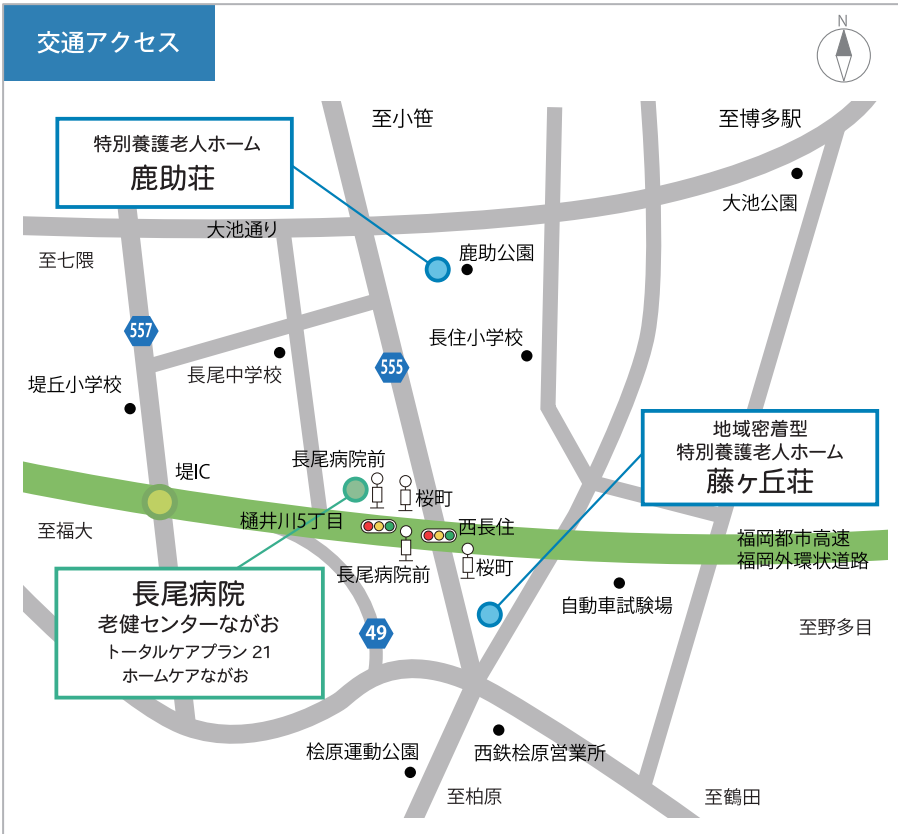 交通アクセス
N
至小笹
至博多駅
特別養護老人ホーム
鹿助荘
大池公園
大池通り
至七隈
鹿助公園
557
長住小学校
555
長尾中学校
堤丘小学校
地域密着型
特別養護老人ホーム
藤ヶ丘荘
長尾病院前
堤IC
桜町
樋井川5丁目
西長住
至福大
福岡都市高速
福岡外環状道路
長尾病院前
桜町
長尾病院
老健センターながお
トータルケアプラン 21
ホームケアながお
自動車試験場
49
至野多目
桧原運動公園
西鉄桧原営業所
至柏原
至鶴田